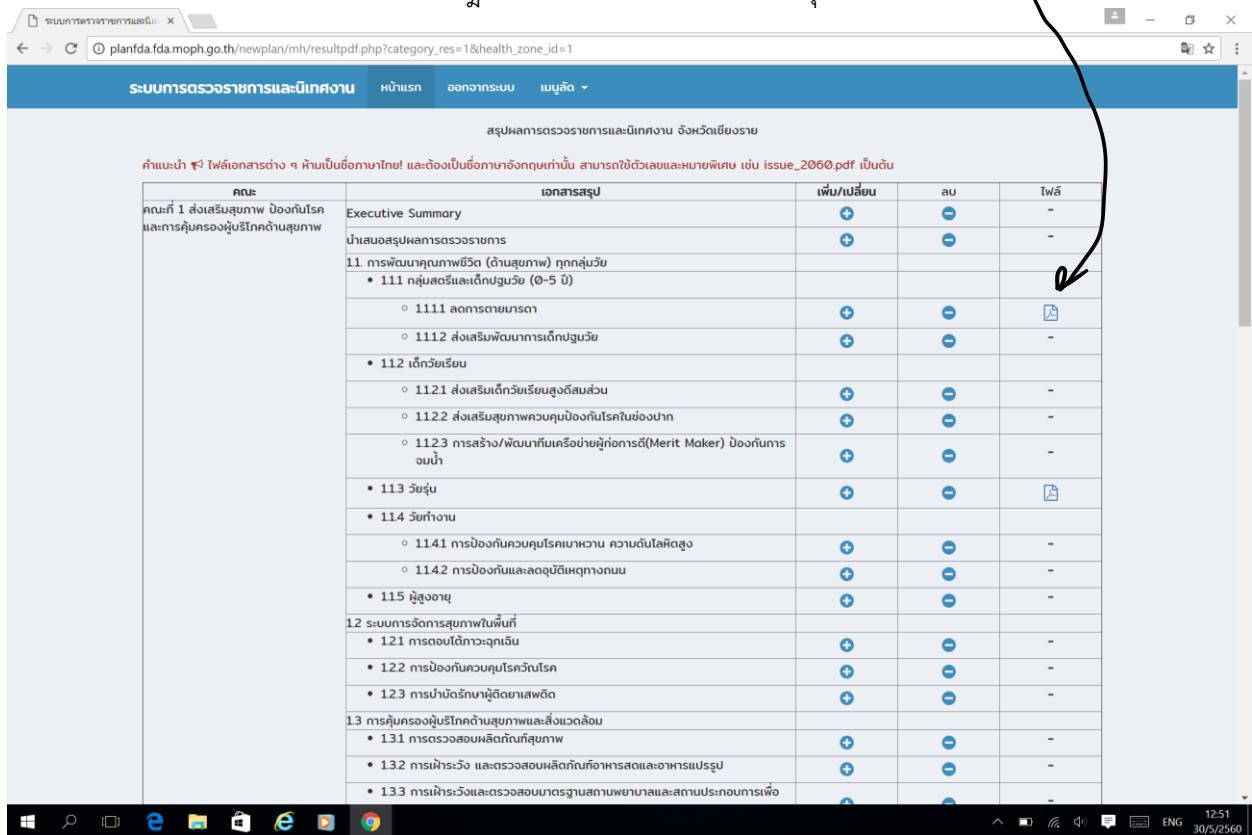 ระบบการตรวจราชการและนิเ
planfda.fda.moph.go.th/newplan/mh/resultpdf.php?category_res=1&health_zone_id=1
ระบบการตรวจราชการและนิเทศงาน หน้าแรก ออกจากระบบ เมนูลัด
สรุปผลการตรวจราชการและนิเทศงาน จังหวัดเชียงราย
คำแนะนำ ไฟล์เอกสารต่าง ๆ ห้ามเป็นชื่อภาษาไทย! และต้องเป็นชื่อภาษาอังกฤษเท่านั้น สามารถใช้ตัวเลขและหมายพิเศษ เช่น issue_2060.pdf เป็นต้น
คณะ เอกสารสรุป เพิ่ม/เปลี่ยน ลบ ไฟล์
คณะที่ 1 ส่งเสริมสุขภาพ ป้องกันโรค
และการคุ้มครองผู้บริโภคด้านสุขภาพ
Executive Summary -
นำเสนอสรุปผลการตรวจราชการ -
1.1. การพัฒนาคุณภาพชีวิต (ด้านสุขภาพ) ทุกกลุ่มวัย
• 1.1.1 กลุ่มสตรีและเด็กปฐมวัย (0-5 ปี)
○ 1.1.1.1 ลดการตายมารดา
○ 1.1.1.2 ส่งเสริมพัฒนาการเด็กปฐมวัย -
• 1.1.2 เด็กวัยเรียน
○ 1.1.2.1 ส่งเสริมเด็กวัยเรียนสูงดีสมส่วน -
○ 1.1.2.2 ส่งเสริมสุขภาพควบคุมป้องกันโรคในช่องปาก -
○ 1.1.2.3 การสร้าง/พัฒนาทีมเครือข่ายผู้ก่อการดี(Merit Maker) ป้องกันการ
จมน้ำ -
• 1.1.3 วัยรุ่น
• 1.1.4 วัยทำงาน
○ 1.1.4.1 การป้องกันควบคุมโรคเบาหวาน ความดันโลหิตสูง -
○ 1.1.4.2 การป้องกันและลดอุบัติเหตุทางถนน -
• 1.1.5 ผู้สูงอายุ -
1.2 ระบบการจัดการสุขภาพในพื้นที่
• 1.2.1 การตอบโต้ภาวะฉุกเฉิน -
• 1.2.2 การป้องกันควบคุมโรควัณโรค -
• 1.2.3 การบำบัดรักษาผู้ติดยาเสพติด -
1.3 การคุ้มครองผู้บริโภคด้านสุขภาพและสิ่งแวดล้อม
• 1.3.1 การตรวจสอบผลิตภัณฑ์สุขภาพ -
• 1.3.2 การเฝ้าระวัง และตรวจสอบผลิตภัณฑ์อาหารสดและอาหารแปรรูป -
• 1.3.3 การเฝ้าระวังและตรวจสอบมาตรฐานสถานพยาบาลและสถานประกอบการเพื่อ -
ENG 12:51
30/5/2560